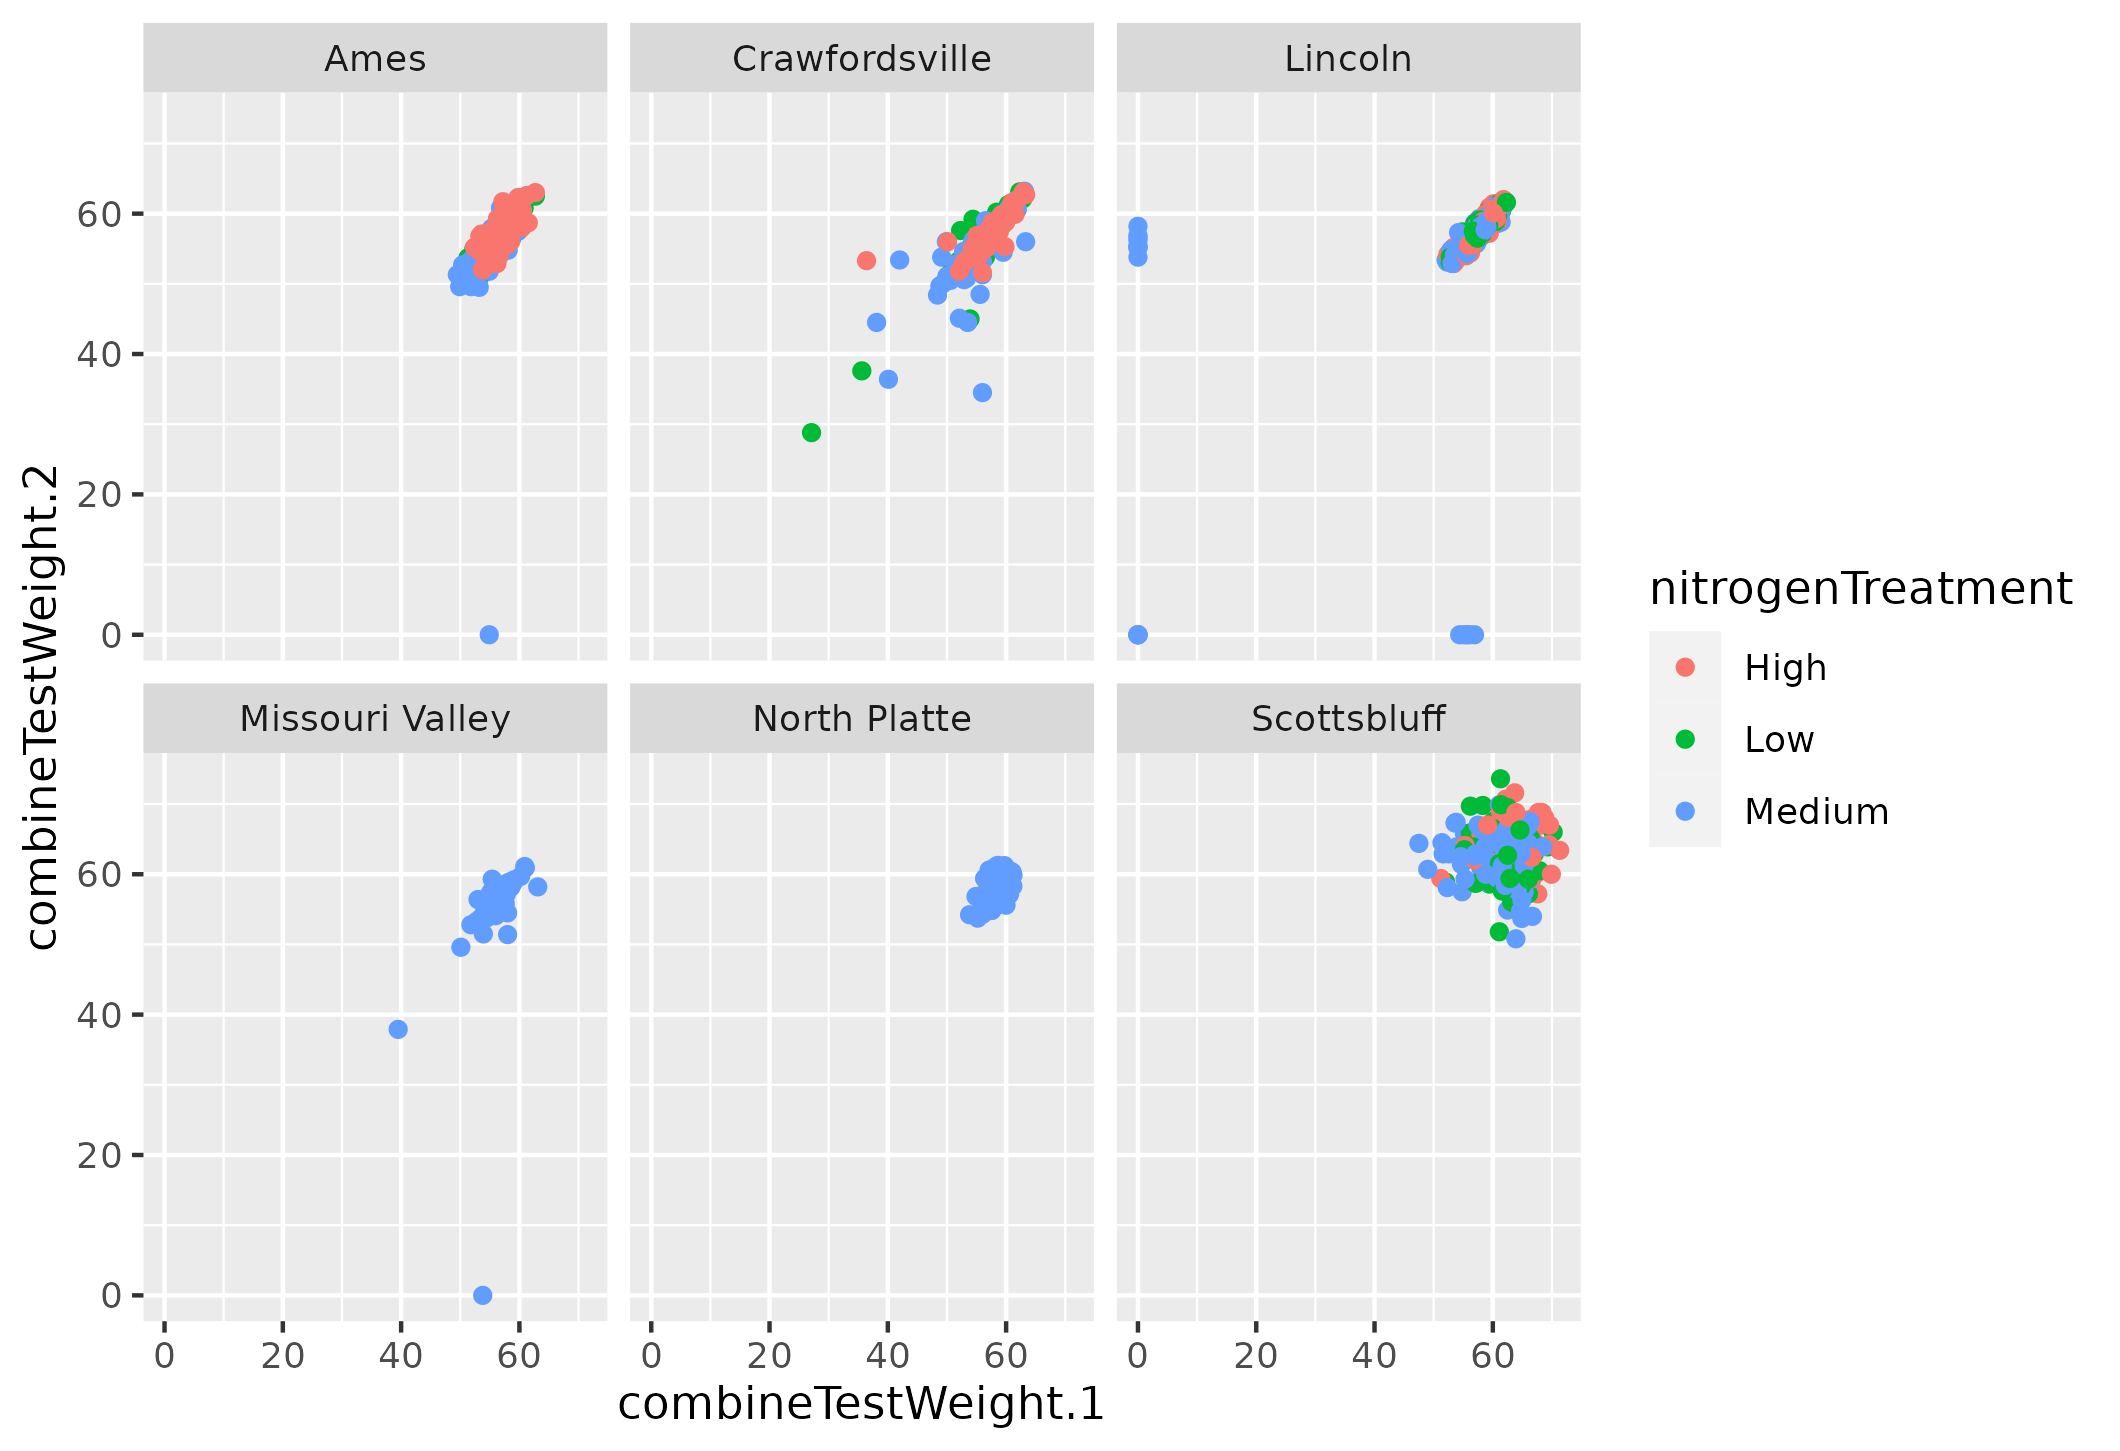 Ames Crawfordsville Lincoln
60
40
20
0
Missouri Valley North Platte Scottsbluff
60
40
20
0
0 20 40 60 0 20 40 60 0 20 40 60
combineTestWeight.1
combineTestWeight.2
nitrogenTreatment
High
Low
Medium